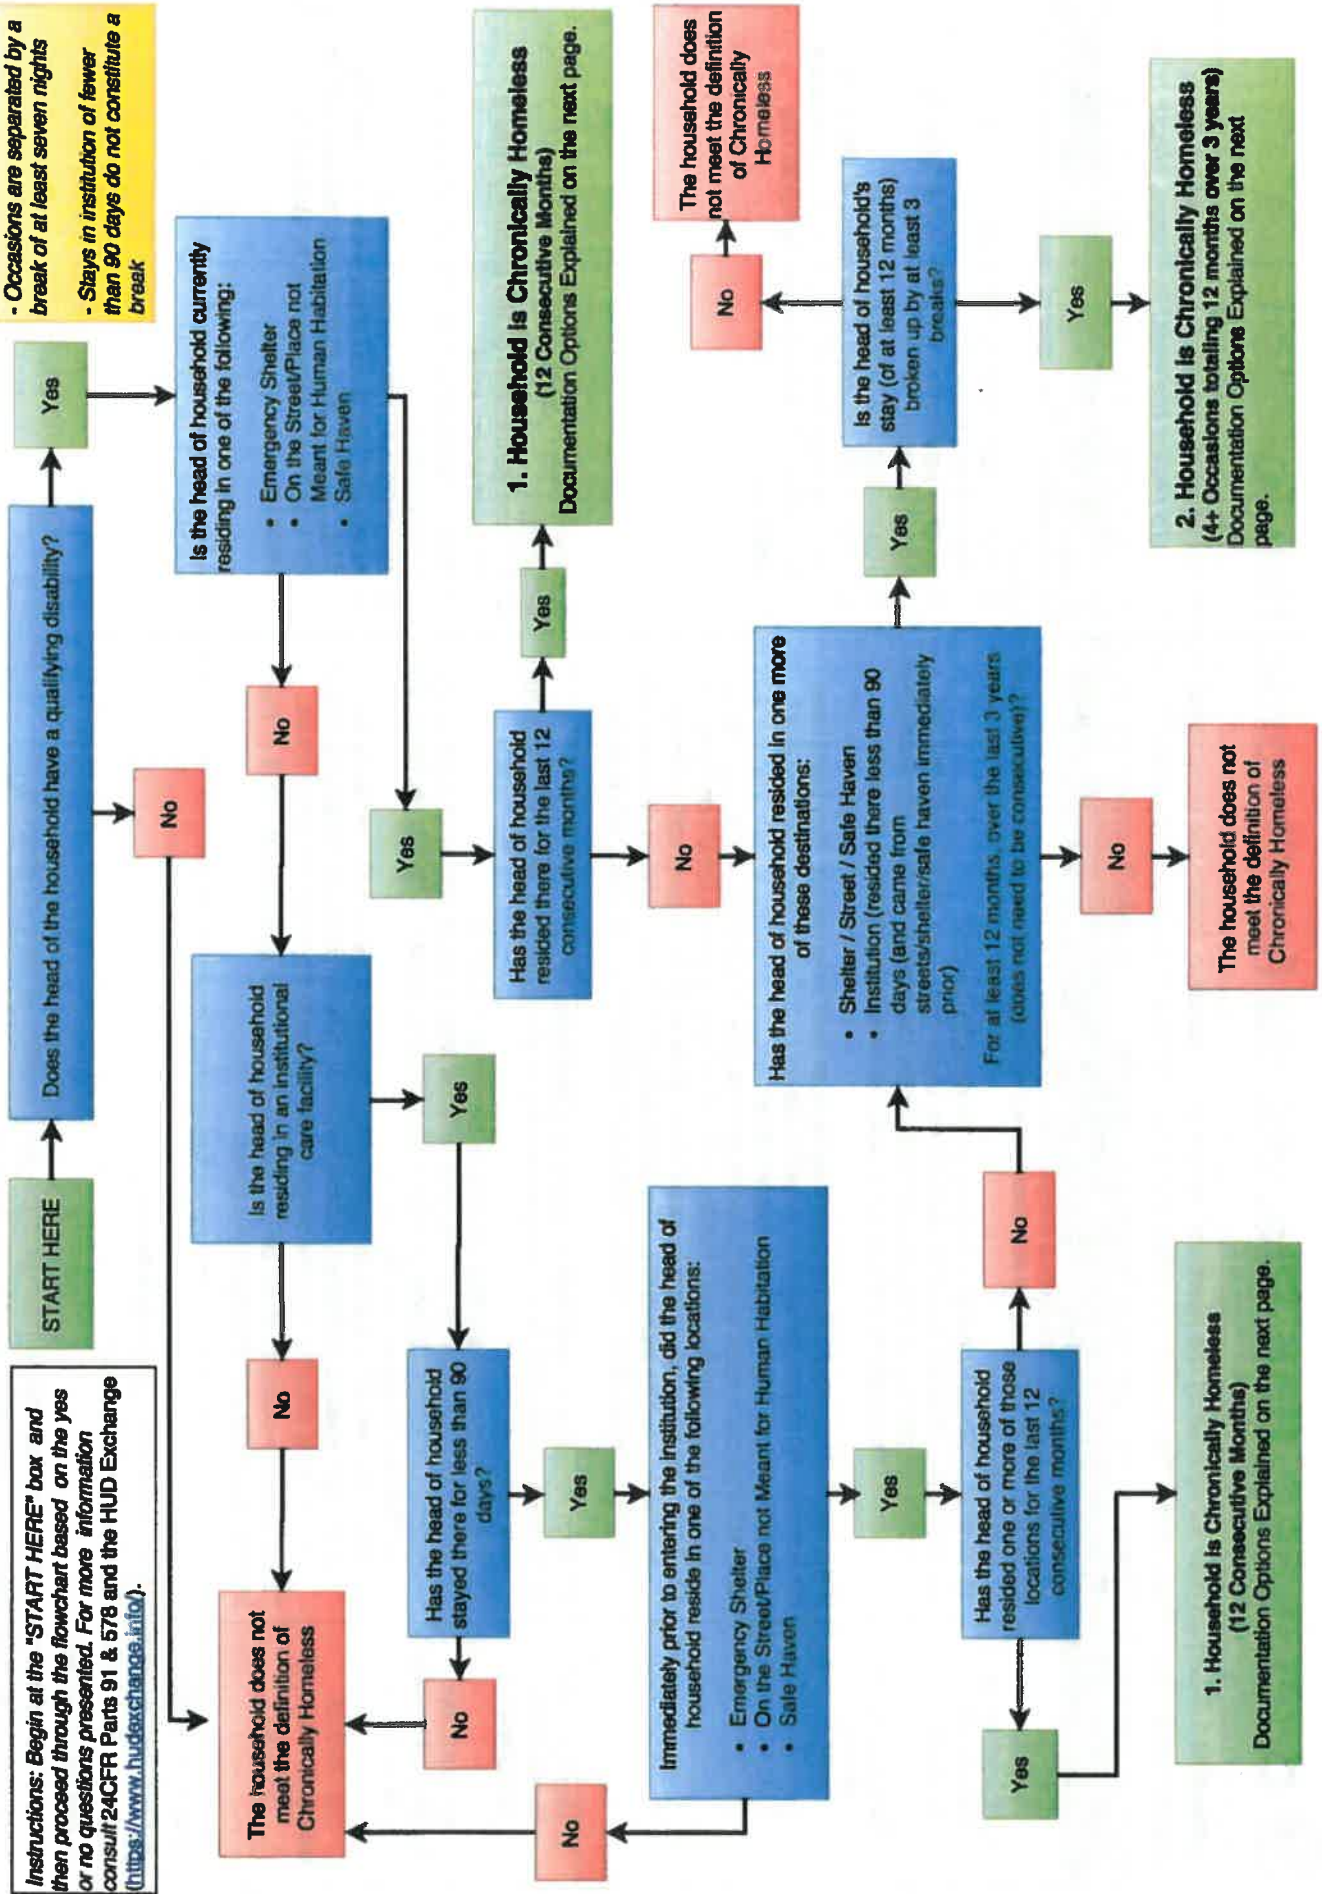 Instructions: Begin at the "START HERE" box and
then proceed through the flowchart based on the yes
or no questions presented. For more information
consult 24CFR Parts 91 & 578 and the HUD Exchange
(https://www.hudexchange.info/).
START HERE
Does the head of the household have a qualifying disability?
Yes
- Occasions are separated by a
break of at least seven nights
- Stays in institution of fewer
than 90 days do not constitute a
break
No
Is the head of household currently
residing in one of the following:
• Emergency Shelter
• On the Street/Place not
Meant for Human Habitation
• Safe Haven
No
Is the head of household
residing in an institutional
care facility?
No
The household does not
meet the definition of
Chronically Homeless
Yes
Has the head of household
resided there for the last 12
consecutive months?
Yes
1. Household is Chronically Homeless
(12 Consecutive Months)
Documentation Options Explained on the next page.
Yes
Has the head of household
stayed there for less than 90
days?
No
Yes
No
Immediately prior to entering the institution, did the head of
household reside in one of the following locations:
• Emergency Shelter
• On the Street/Place not Meant for Human Habitation
• Safe Haven
No
Has the head of household resided in one more
of these destinations:
• Shelter / Street / Safe Haven
• Institution (resided there less than 90
days (and came from
streets/shelter/safe haven immediately
prior)
For at least 12 months, over the last 3 years
(does not need to be consecutive)?
Yes
Is the head of household's
stay (of at least 12 months)
broken up by at least 3
breaks?
No
The household does
not meet the definition
of Chronically
Homeless
Yes
Has the head of household
resided one or more of those
locations for the last 12
consecutive months?
No
No
The household does not
meet the definition of
Chronically Homeless
Yes
2. Household is Chronically Homeless
(4+ Occasions totaling 12 months over 3 years)
Documentation Options Explained on the next
page.
Yes
1. Household is Chronically Homeless
(12 Consecutive Months)
Documentation Options Explained on the next page.